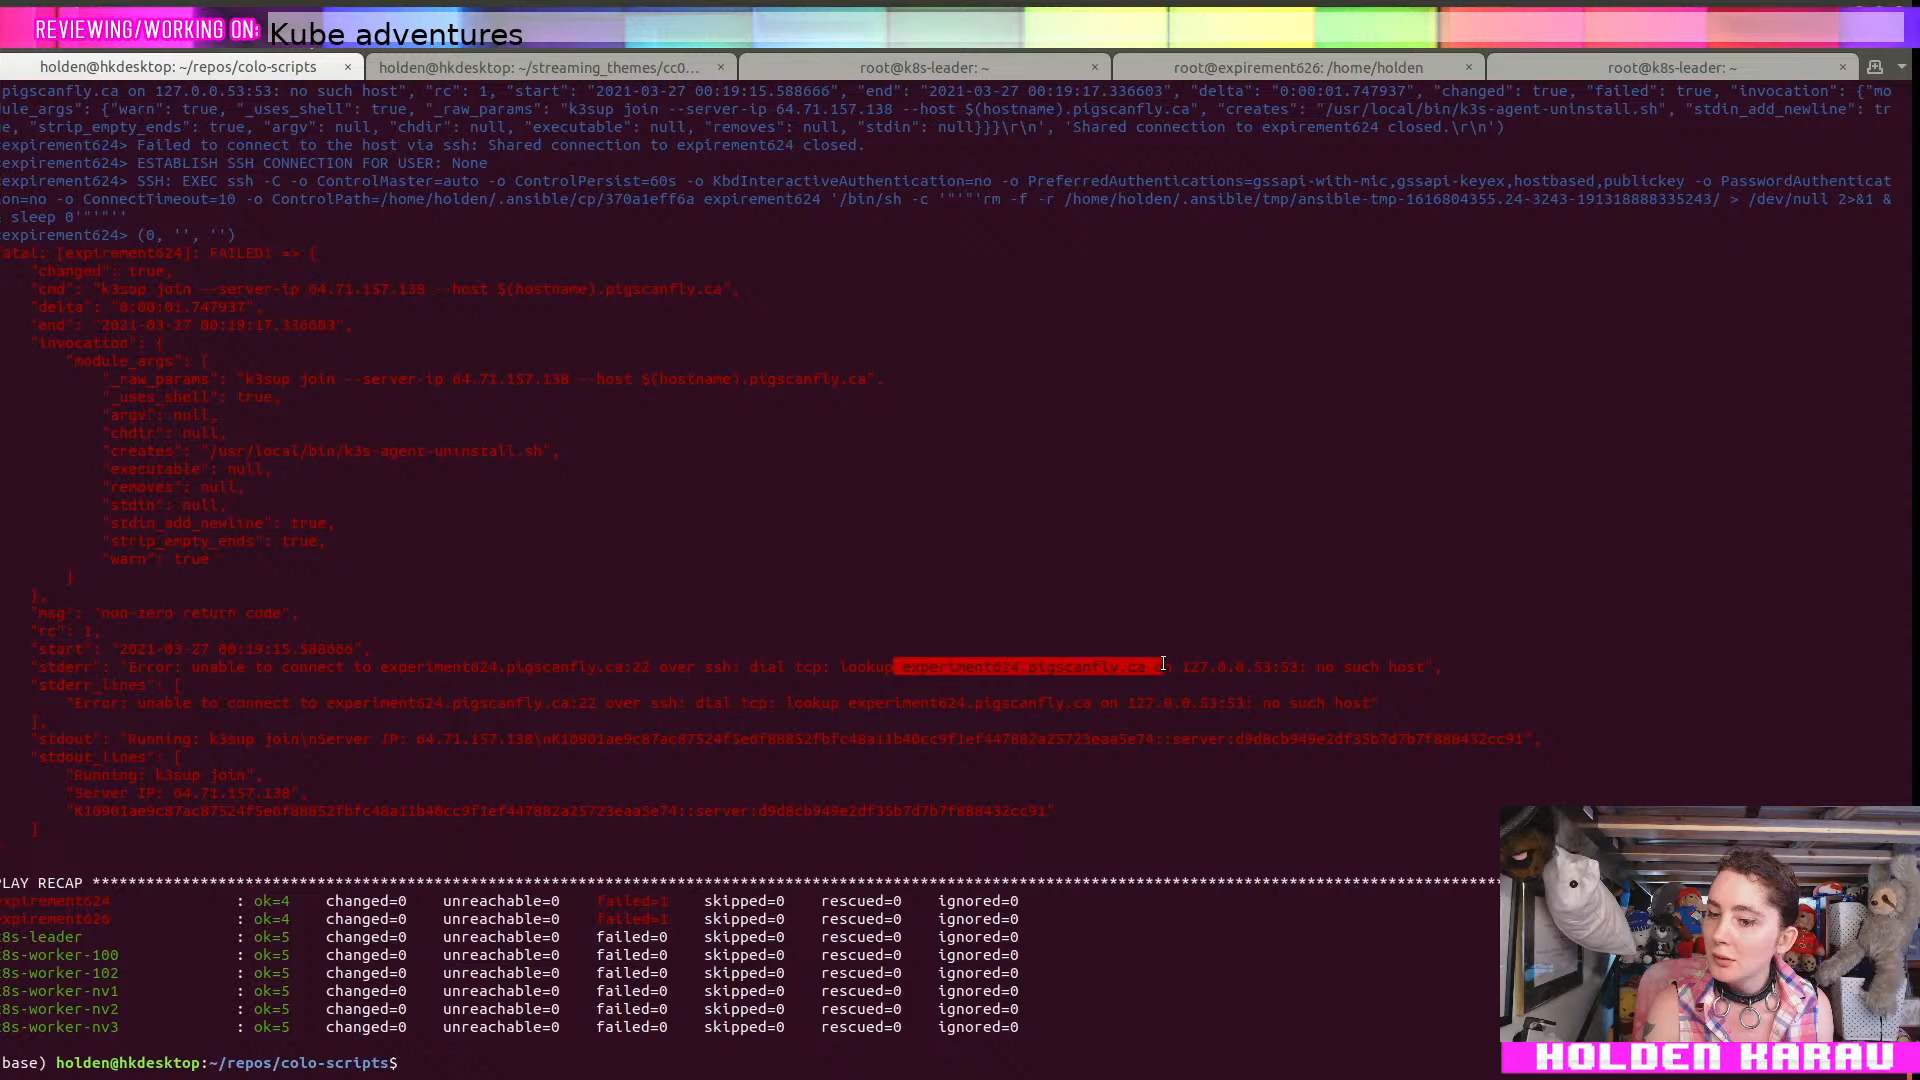 REVIEWING/WORKING ON: Kube adventures
holden@hkdesktop: ~/repos/colo-scripts × holden@hkdesktop: ~/streaming_themes/cc0... × root@k8s-leader: ~ × root@expirement626: /home/holden × root@k8s-leader: ~ ×
pigscanfly.ca on 127.0.0.53:53: no such host", "rc": 1, "start": "2021-03-27 00:19:15.588666", "end": "2021-03-27 00:19:17.336603", "delta": "0:00:01.747937", "changed": true, "failed": true, "invocation": {"mo
dule_args": {"warn": true, "_uses_shell": true, "_raw_params": "k3sup join --server-ip 64.71.157.138 --host $(hostname).pigscanfly.ca", "creates": "/usr/local/bin/k3s-agent-uninstall.sh", "stdin_add_newline": tr
ue, "strip_empty_ends": true, "argv": null, "chdir": null, "executable": null, "removes": null, "stdin": null}}}\r\n', 'Shared connection to expirement624 closed.\r\n')
expirement624> Failed to connect to the host via ssh: Shared connection to expirement624 closed.
expirement624> ESTABLISH SSH CONNECTION FOR USER: None
expirement624> SSH: EXEC ssh -C -o ControlMaster=auto -o ControlPersist=60s -o KbdInteractiveAuthentication=no -o PreferredAuthentications=gssapi-with-mic,gssapi-keyex,hostbased,publickey -o PasswordAuthenticat
on=no -o ConnectTimeout=10 -o ControlPath=/home/holden/.ansible/cp/370a1eff6a expirement624 '/bin/sh -c '"'"'rm -f -r /home/holden/.ansible/tmp/ansible-tmp-1616804355.24-3243-191318888335243/ > /dev/null 2>&1 &
sleep 0'"'"''
expirement624> (0, '', '')
atal: [expirement624]: FAILED! => {
"changed": true,
"cmd": "k3sup join --server-ip 64.71.157.138 --host $(hostname).pigscanfly.ca",
"delta": "0:00:01.747937",
"end": "2021-03-27 00:19:17.336603",
"invocation": {
"module_args": {
"_raw_params": "k3sup join --server-ip 64.71.157.138 --host $(hostname).pigscanfly.ca",
"_uses_shell": true,
"argv": null,
"chdir": null,
"creates": "/usr/local/bin/k3s-agent-uninstall.sh",
"executable": null,
"removes": null,
"stdin": null,
"stdin_add_newline": true,
"strip_empty_ends": true,
"warn": true
}
},
"msg": "non-zero return code",
"rc": 1,
"start": "2021-03-27 00:19:15.588666",
"stderr": "Error: unable to connect to experiment624.pigscanfly.ca:22 over ssh: dial tcp: lookup experiment624.pigscanfly.ca on 127.0.0.53:53: no such host",
"stderr_lines": [
"Error: unable to connect to experiment624.pigscanfly.ca:22 over ssh: dial tcp: lookup experiment624.pigscanfly.ca on 127.0.0.53:53: no such host"
],
"stdout": "Running: k3sup join\nServer IP: 64.71.157.138\nK10901ae9c87ac87524f5e6f88852fbfc48a11b40cc9f1ef447882a25723eaa5e74::server:d9d8cb949e2df35b7d7b7f888432cc91",
"stdout_lines": [
"Running: k3sup join",
"Server IP: 64.71.157.138",
"K10901ae9c87ac87524f5e6f88852fbfc48a11b40cc9f1ef447882a25723eaa5e74::server:d9d8cb949e2df35b7d7b7f888432cc91"
]
PLAY RECAP ****************************************************************************************************
expirement624 : ok=4 changed=0 unreachable=0 failed=1 skipped=0 rescued=0 ignored=0
expirement626 : ok=4 changed=0 unreachable=0 failed=1 skipped=0 rescued=0 ignored=0
k8s-leader : ok=5 changed=0 unreachable=0 failed=0 skipped=0 rescued=0 ignored=0
k8s-worker-100 : ok=5 changed=0 unreachable=0 failed=0 skipped=0 rescued=0 ignored=0
k8s-worker-102 : ok=5 changed=0 unreachable=0 failed=0 skipped=0 rescued=0 ignored=0
k8s-worker-nv1 : ok=5 changed=0 unreachable=0 failed=0 skipped=0 rescued=0 ignored=0
k8s-worker-nv2 : ok=5 changed=0 unreachable=0 failed=0 skipped=0 rescued=0 ignored=0
k8s-worker-nv3 : ok=5 changed=0 unreachable=0 failed=0 skipped=0 rescued=0 ignored=0
base) holden@hkdesktop:~/repos/colo-scripts$
HOLDEN KARAU